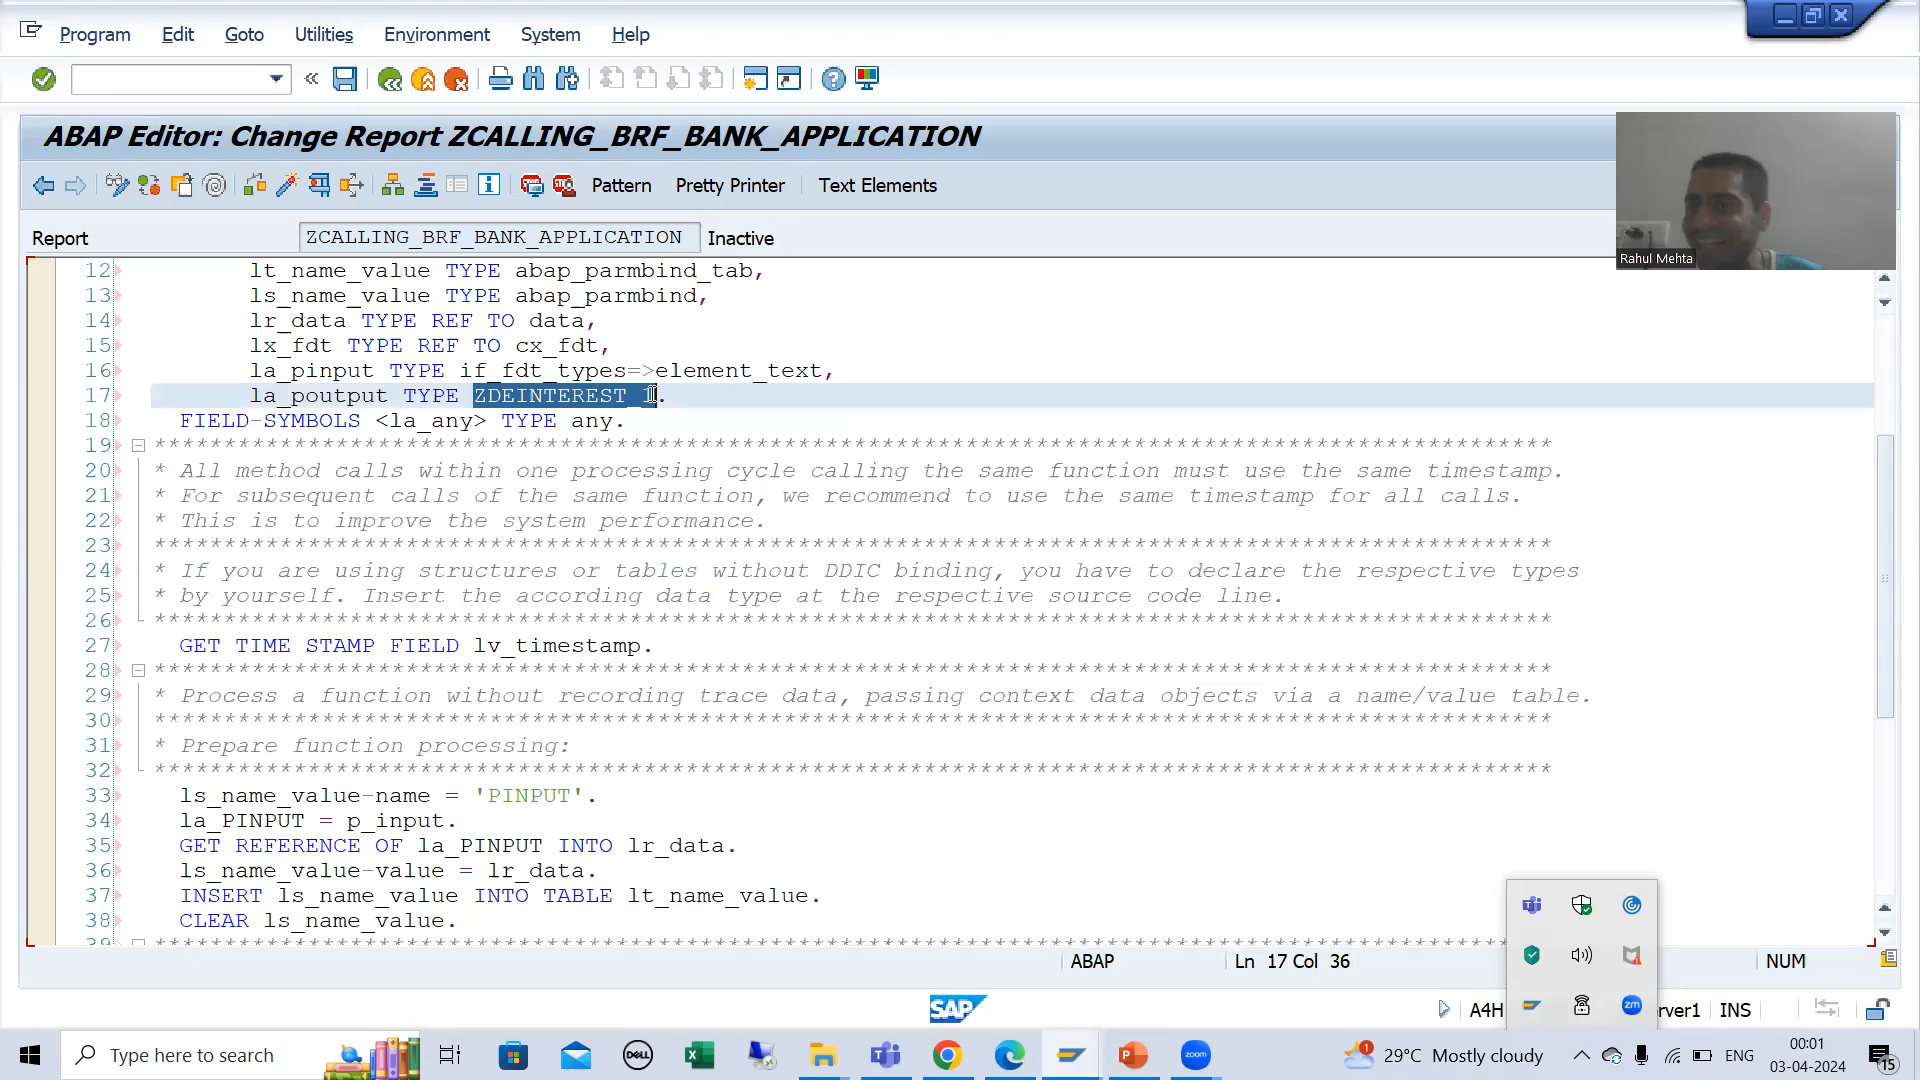 Program Edit Goto Utilities Environment System Help
ABAP Editor: Change Report ZCALLING_BRF_BANK_APPLICATION
Pattern Pretty Printer Text Elements
Report ZCALLING_BRF_BANK_APPLICATION Inactive
Rahul Mehta
12 lt_name_value TYPE abap_parmbind_tab,
13 ls_name_value TYPE abap_parmbind,
14 lr_data TYPE REF TO data,
15 lx_fdt TYPE REF TO cx_fdt,
16 la_pinput TYPE if_fdt_types=>element_text,
17 la_poutput TYPE ZDEINTEREST_1.
18 FIELD-SYMBOLS <la_any> TYPE any.
19 ****************************************************************************************************
20 * All method calls within one processing cycle calling the same function must use the same timestamp.
21 * For subsequent calls of the same function, we recommend to use the same timestamp for all calls.
22 * This is to improve the system performance.
23 ****************************************************************************************************
24 * If you are using structures or tables without DDIC binding, you have to declare the respective types
25 * by yourself. Insert the according data type at the respective source code line.
26 ****************************************************************************************************
27 GET TIME STAMP FIELD lv_timestamp.
28 ****************************************************************************************************
29 * Process a function without recording trace data, passing context data objects via a name/value table.
30 ****************************************************************************************************
31 * Prepare function processing:
32 ****************************************************************************************************
33 ls_name_value-name = 'PINPUT'.
34 la_PINPUT = p_input.
35 GET REFERENCE OF la_PINPUT INTO lr_data.
36 ls_name_value-value = lr_data.
37 INSERT ls_name_value INTO TABLE lt_name_value.
38 CLEAR ls_name_value.
39 ****************************************************************************************************
ABAP Ln 17 Col 36 NUM
SAP A4H rver1 INS
zm
Type here to search DELL zoom 1 29°C Mostly cloudy ENG 00:01
03-04-2024 15